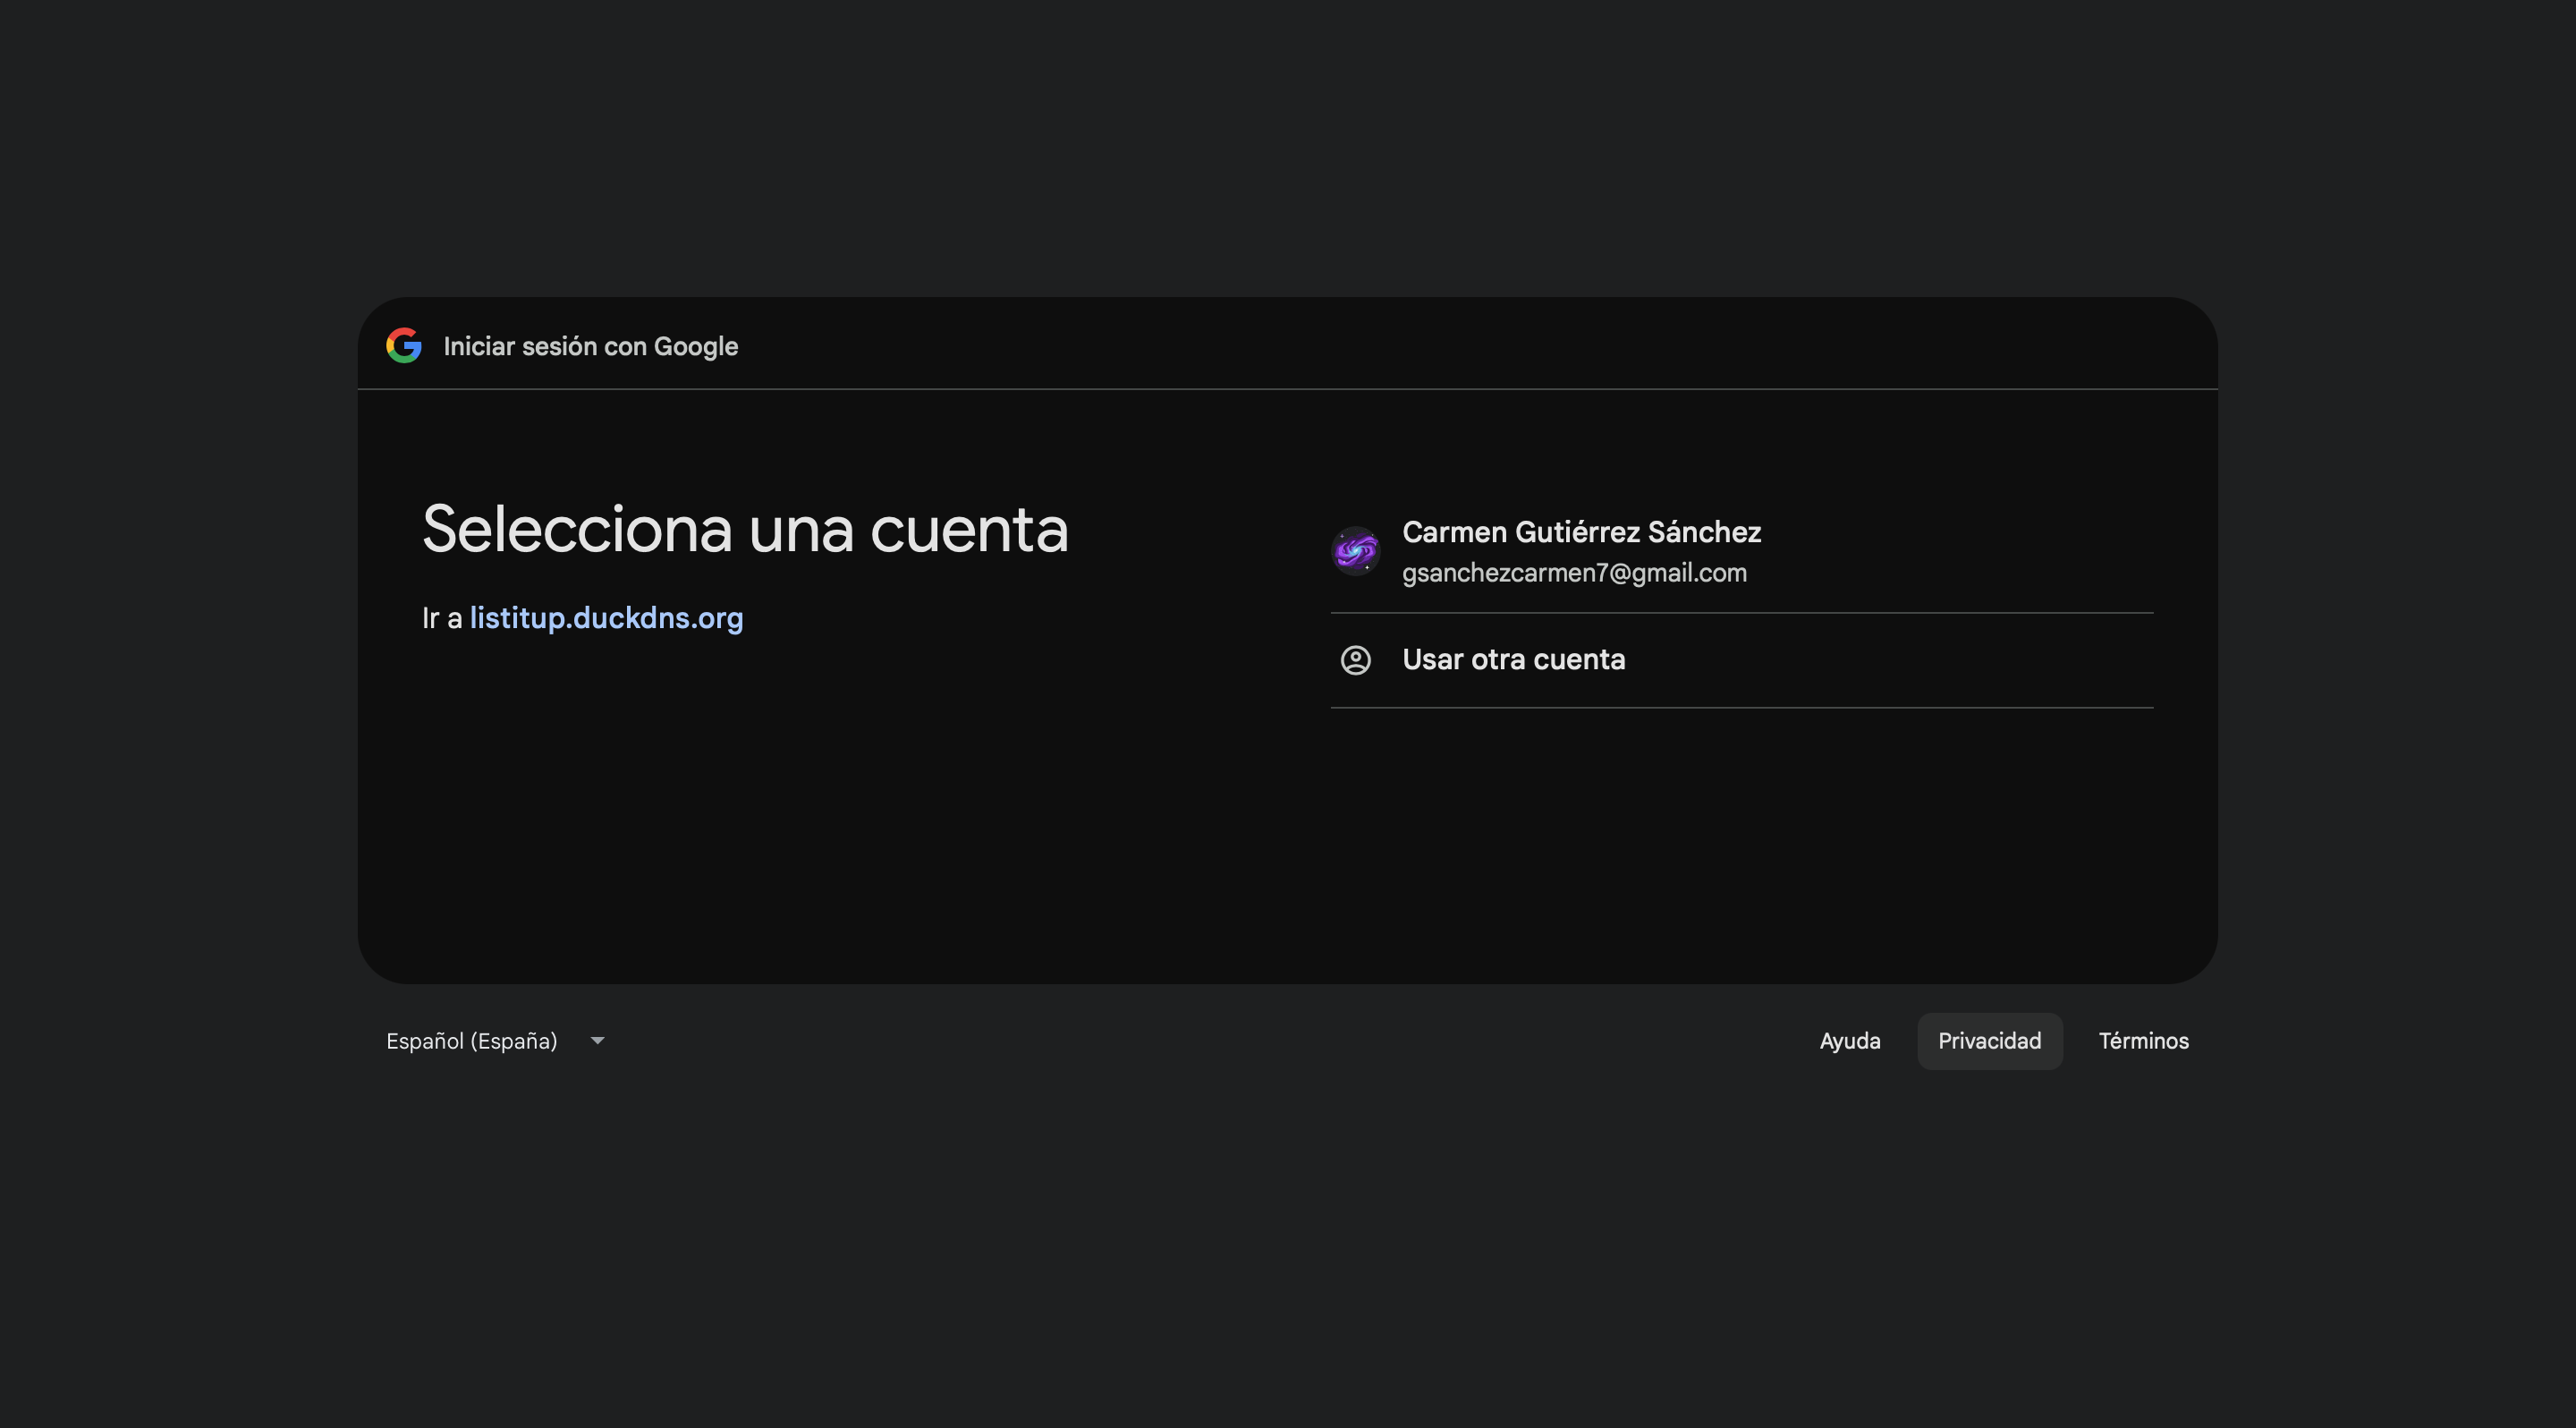 Iniciar sesión con Google
Selecciona una cuenta
Ir a listitup.duckdns.org
Carmen Gutiérrez Sánchez
gsanchezcarmen7@gmail.com
Usar otra cuenta
Español (España)
Ayuda
Privacidad
Términos